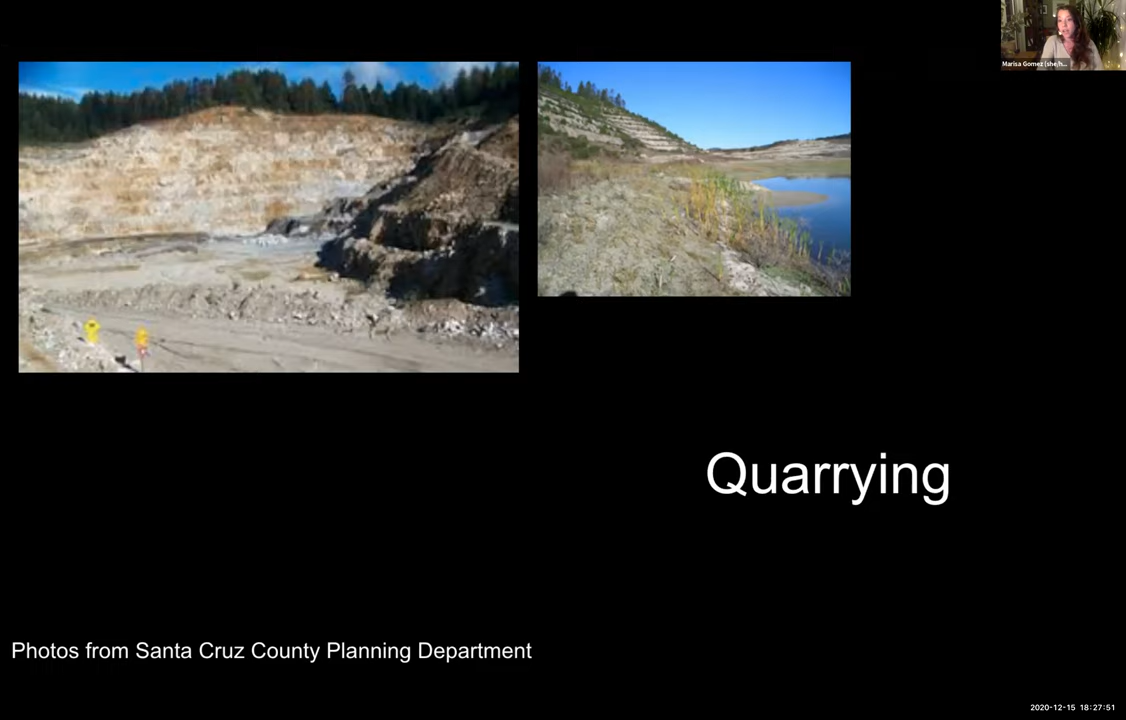 Marisa Gomez (she/h...
Quarrying
Photos from Santa Cruz County Planning Department
2020-12-15 18:27:51